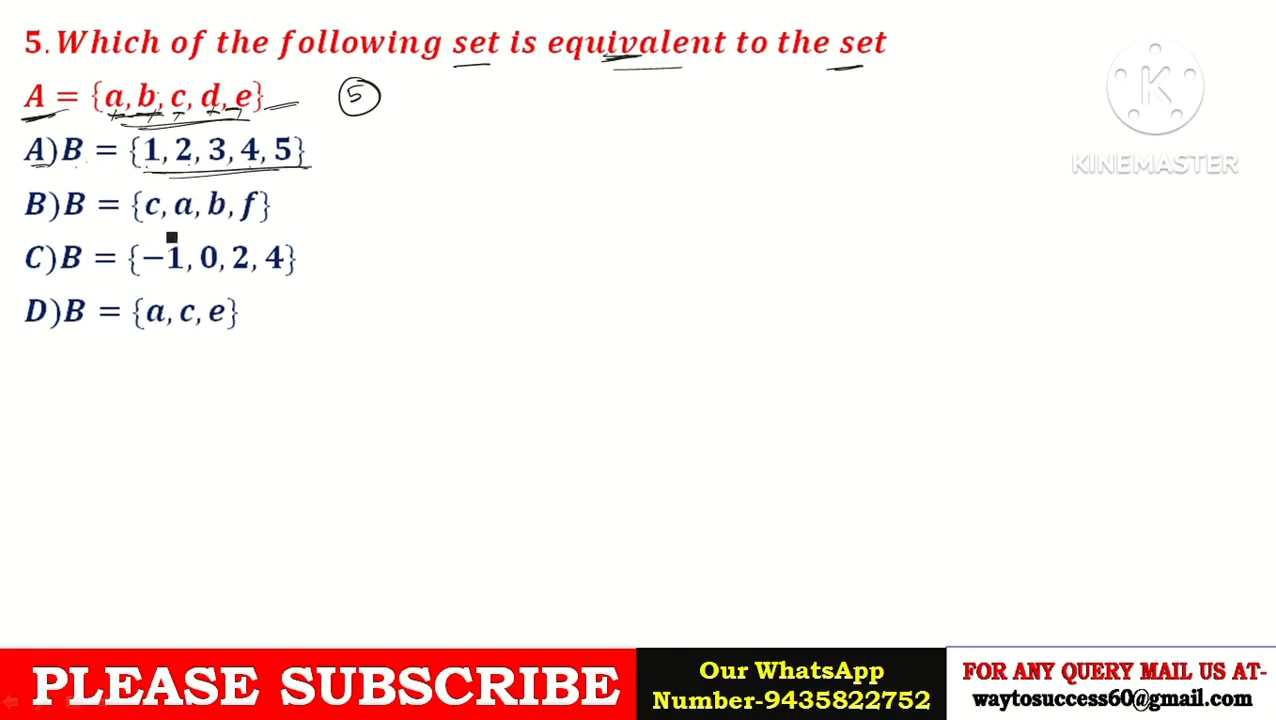 5. Which of the following set is equivalent to the set
A = {a, b, c, d, e} 5
KINEMASTER
A) B = {1, 2, 3, 4, 5}
B) B = {c, a, b, f}
C) B = {−1, 0, 2, 4}
D) B = {a, c, e}
PLEASE SUBSCRIBE
Our WhatsApp
Number-9435822752
FOR ANY QUERY MAIL US AT-
waytosuccess60@gmail.com